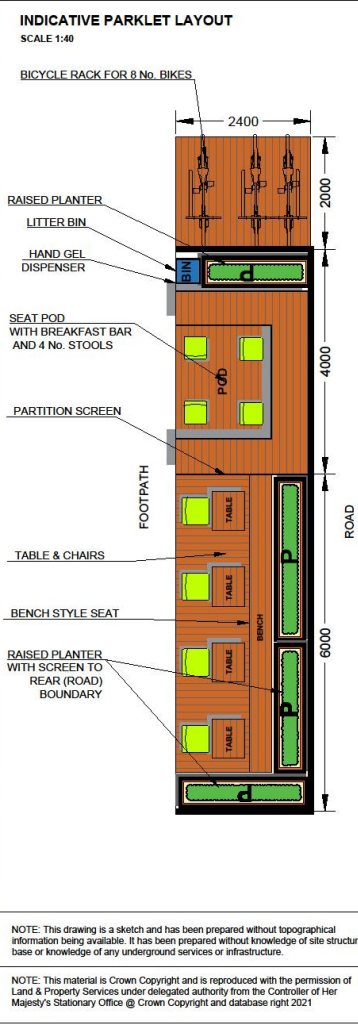 INDICATIVE PARKLET LAYOUT
SCALE 1:40
BICYCLE RACK FOR 8 No. BIKES
2400
2000
RAISED PLANTER
LITTER BIN
HAND GEL
DISPENSER
BIN
P
SEAT POD
WITH BREAKFAST BAR
AND 4 No. STOOLS
POD
4000
PARTITION SCREEN
FOOTPATH
ROAD
TABLE
P
TABLE & CHAIRS
TABLE
BENCH STYLE SEAT
BENCH
6000
RAISED PLANTER
WITH SCREEN TO
REAR (ROAD)
BOUNDARY
TABLE
P
TABLE
P
NOTE: This drawing is a sketch and has been prepared without topographical
information being available. It has been prepared without knowledge of site structur
base or knowledge of any underground services or infrastructure.
NOTE: This material is Crown Copyright and is reproduced with the permission of
Land & Property Services under delegated authority from the Controller of Her
Majesty's Stationary Office @ Crown Copyright and database right 2021